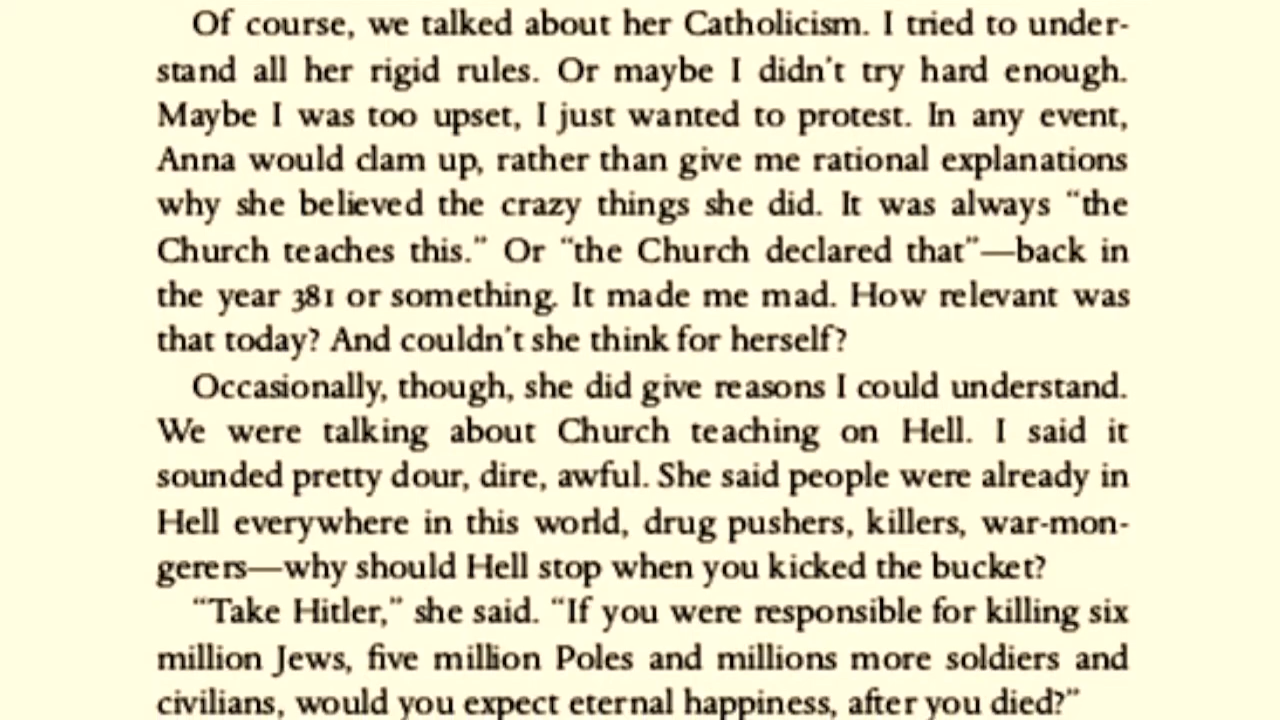 Of course, we talked about her Catholicism. I tried to under-
stand all her rigid rules. Or maybe I didn't try hard enough.
Maybe I was too upset, I just wanted to protest. In any event,
Anna would clam up, rather than give me rational explanations
why she believed the crazy things she did. It was always “the
Church teaches this.” Or “the Church declared that”—back in
the year 381 or something. It made me mad. How relevant was
that today? And couldn't she think for herself?
Occasionally, though, she did give reasons I could understand.
We were talking about Church teaching on Hell. I said it
sounded pretty dour, dire, awful. She said people were already in
Hell everywhere in this world, drug pushers, killers, war-mon-
gerers—why should Hell stop when you kicked the bucket?
“Take Hitler,” she said. “If you were responsible for killing six
million Jews, five million Poles and millions more soldiers and
civilians, would you expect eternal happiness, after you died?”